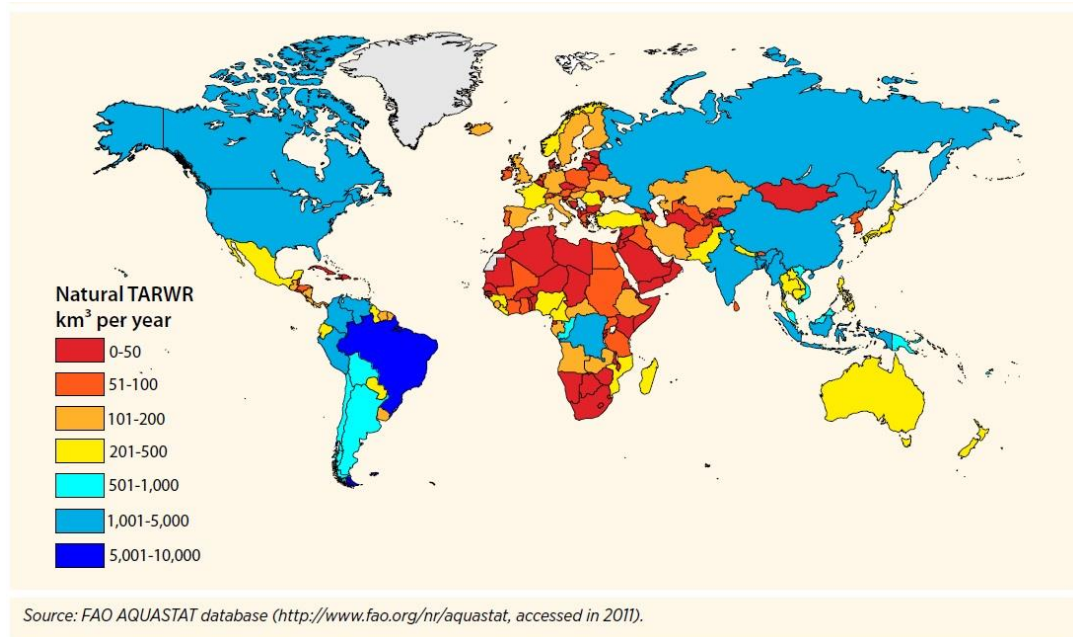 Natural TARWR
km³ per year
0-50
51-100
101-200
201-500
501-1,000
1,001-5,000
5,001-10,000
Source: FAO AQUASTAT database (http://www.fao.org/nr/aquastat, accessed in 2011).